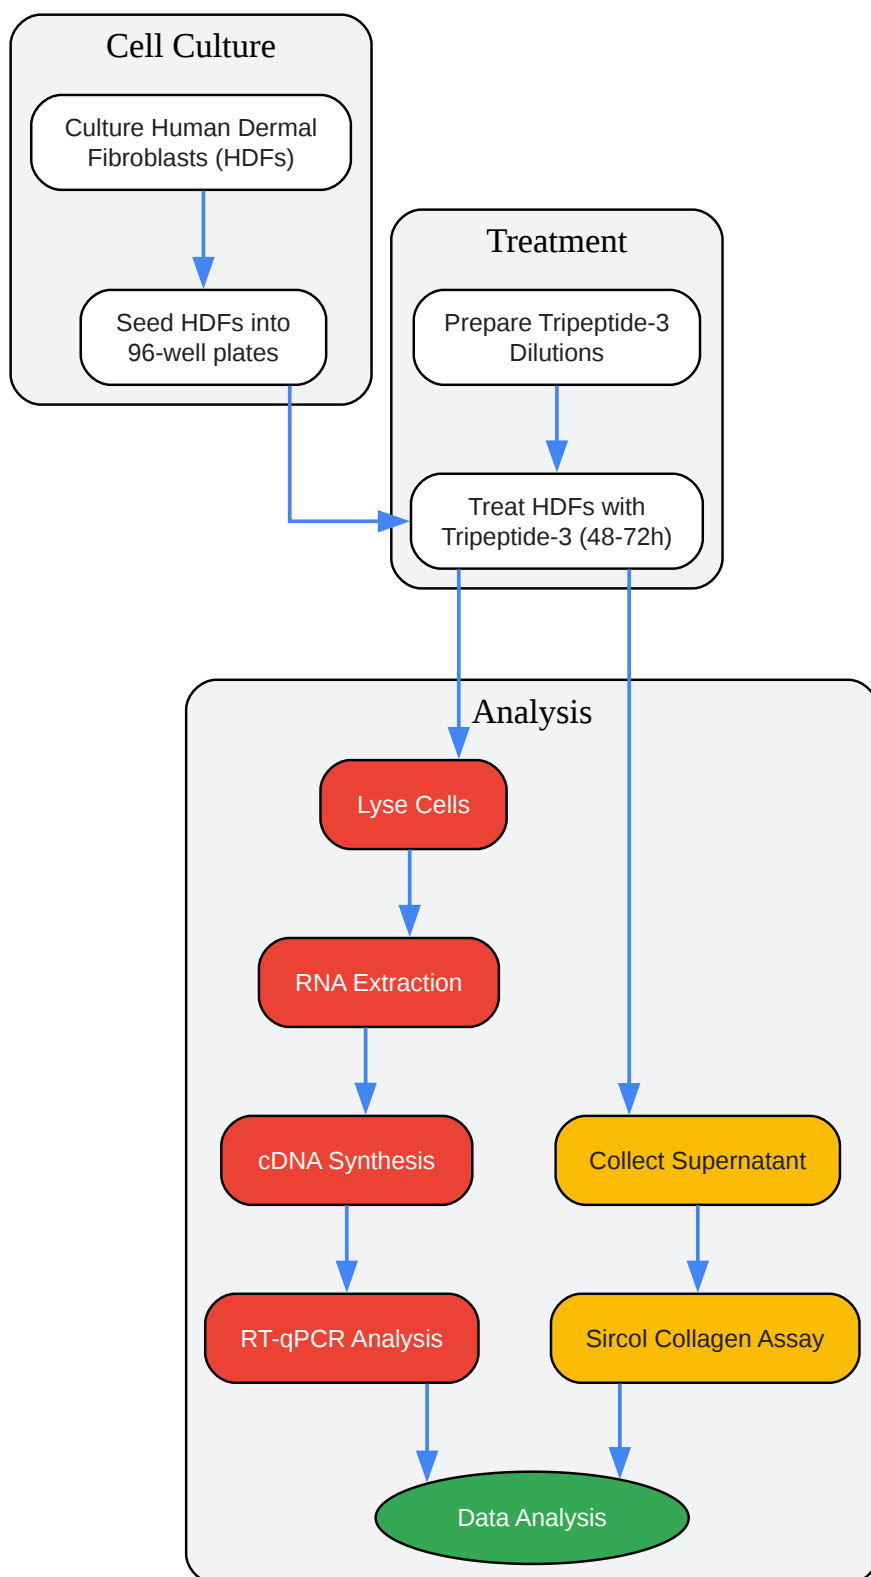 Cell Culture
Culture Human Dermal
Fibroblasts (HDFs)
Seed HDFs into
96-well plates
Treatment
Prepare Tripeptide-3
Dilutions
Treat HDFs with
Tripeptide-3 (48-72h)
Analysis
Lyse Cells
RNA Extraction
cDNA Synthesis
RT-qPCR Analysis
Collect Supernatant
Sircol Collagen Assay
Data Analysis